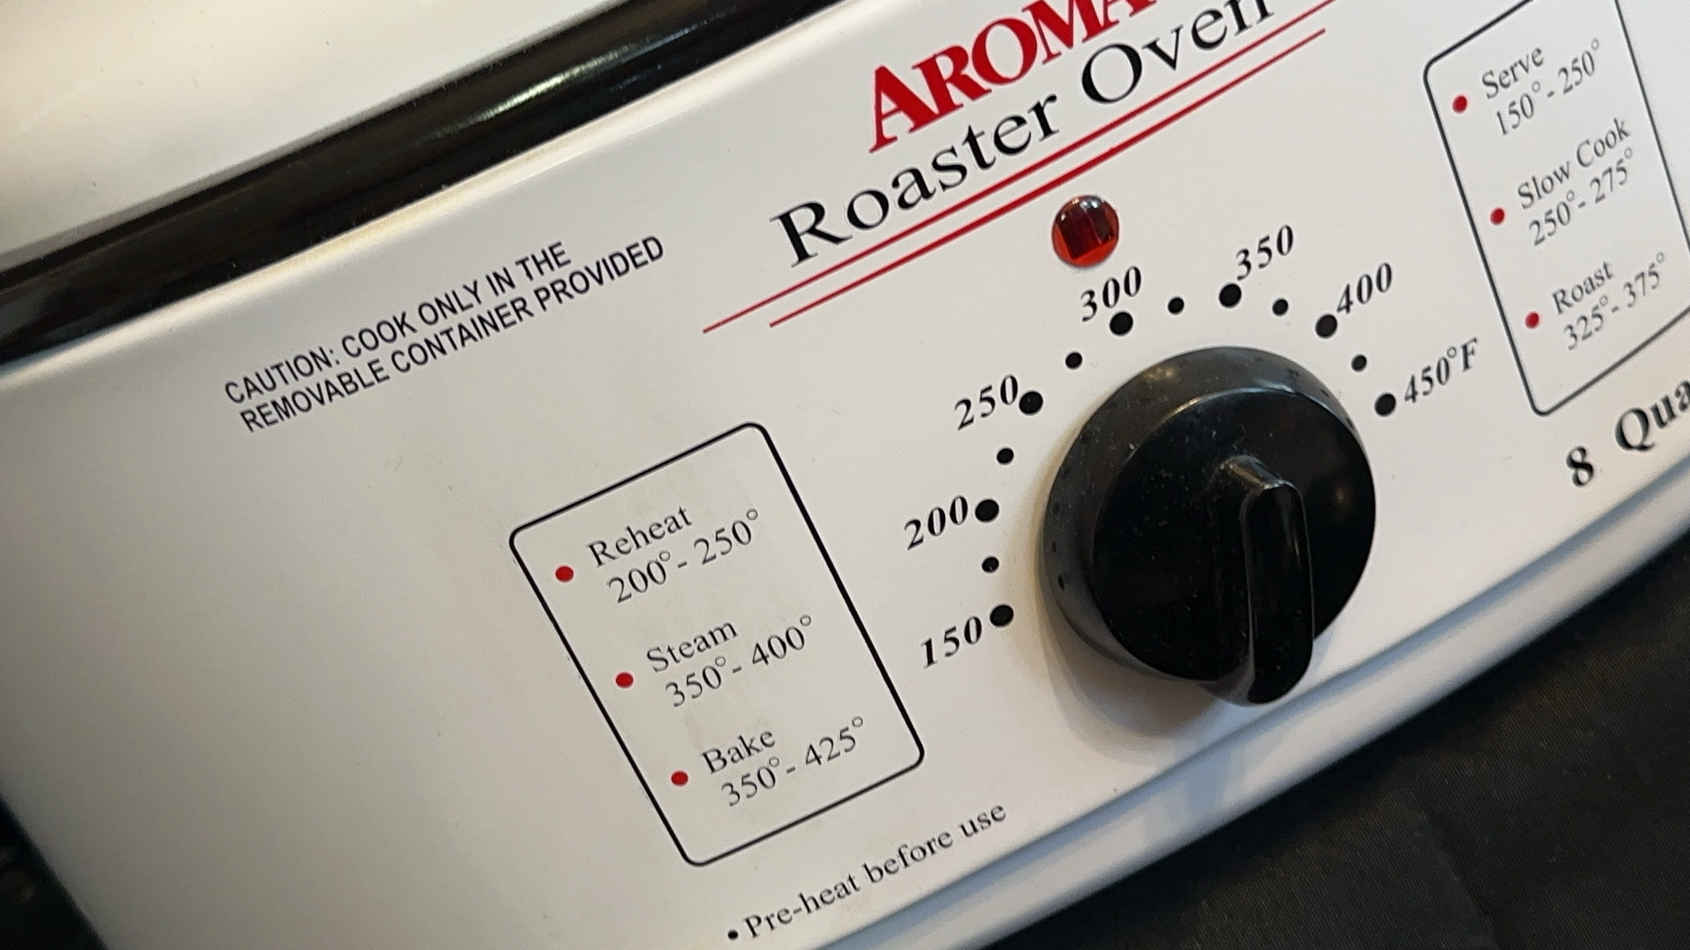 AROMA
Roaster Oven
CAUTION: COOK ONLY IN THE
REMOVABLE CONTAINER PROVIDED
Reheat
200°- 250°
Steam
350°- 400°
Bake
350°- 425°
• Pre-heat before use
150
200
250
300
350
400
450°F
Serve
150°- 250°
Slow Cook
250°- 275°
Roast
325°- 375°
8